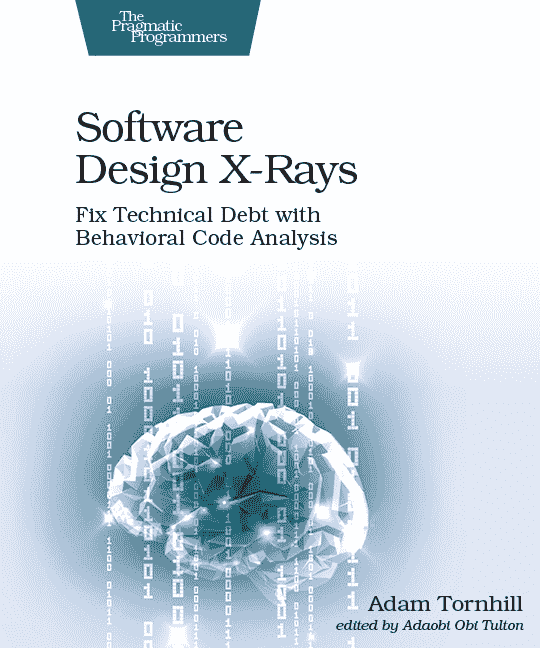 The
Pragmatic
Programmers
Software
Design X-Rays
Fix Technical Debt with
Behavioral Code Analysis
Adam Tornhill
edited by Adaobi Obi Tulton